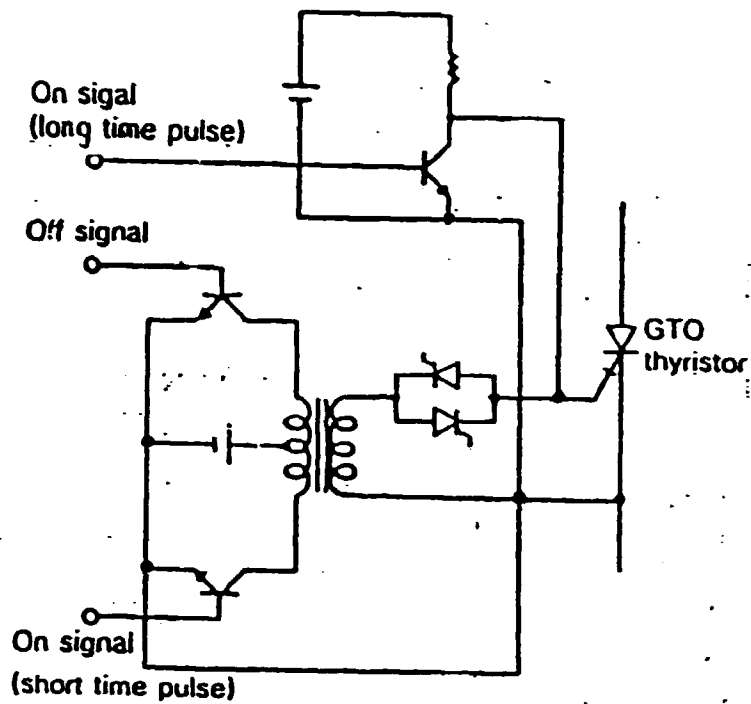 On sigal
(long time pulse)
Off signal
GTO
thyristor
On signal
(short time pulse)